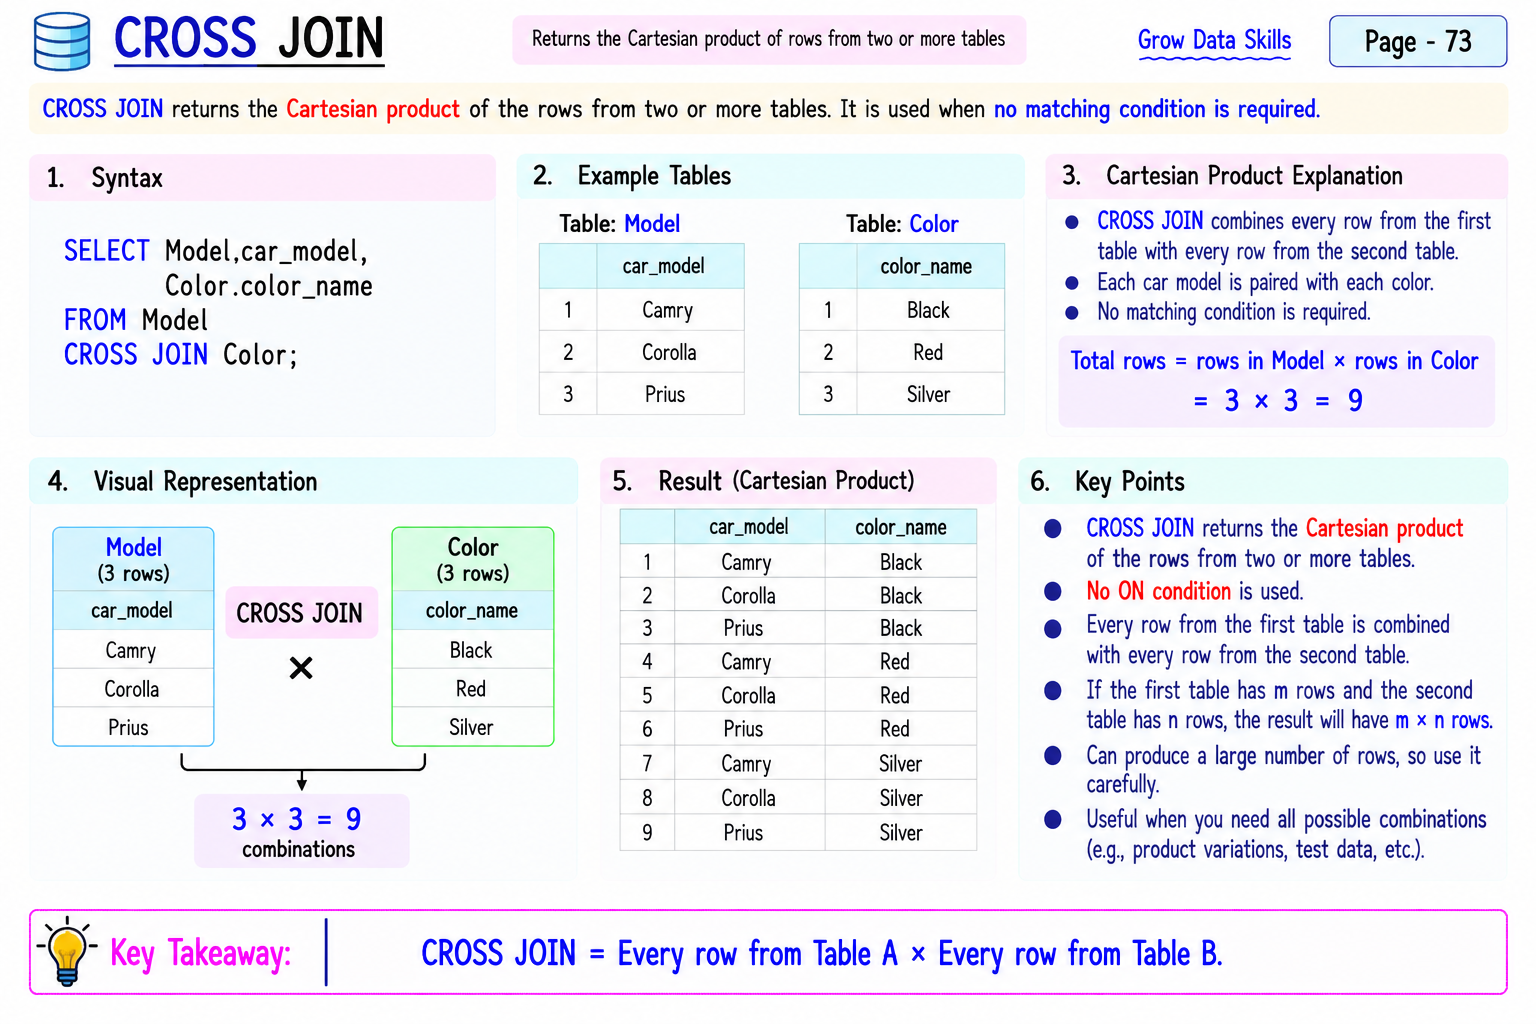 CROSS JOIN
Returns the Cartesian product of rows from two or more tables
Grow Data Skills
Page - 73
CROSS JOIN returns the Cartesian product of the rows from two or more tables. It is used when no matching condition is required.
1. Syntax
SELECT Model,car_model,
Color.color_name
FROM Model
CROSS JOIN Color;
2. Example Tables
Table: Model
car_model
1 Camry
2 Corolla
3 Prius
Table: Color
color_name
1 Black
2 Red
3 Silver
3. Cartesian Product Explanation
● CROSS JOIN combines every row from the first
table with every row from the second table.
● Each car model is paired with each color.
● No matching condition is required.
Total rows = rows in Model × rows in Color
= 3 × 3 = 9
4. Visual Representation
Model
(3 rows)
car_model
Camry
Corolla
Prius
CROSS JOIN
×
Color
(3 rows)
color_name
Black
Red
Silver
3 × 3 = 9
combinations
5. Result (Cartesian Product)
car_model color_name
1 Camry Black
2 Corolla Black
3 Prius Black
4 Camry Red
5 Corolla Red
6 Prius Red
7 Camry Silver
8 Corolla Silver
9 Prius Silver
6. Key Points
● CROSS JOIN returns the Cartesian product
of the rows from two or more tables.
● No ON condition is used.
● Every row from the first table is combined
with every row from the second table.
● If the first table has m rows and the second
table has n rows, the result will have m × n rows.
● Can produce a large number of rows, so use it
carefully.
● Useful when you need all possible combinations
(e.g., product variations, test data, etc.).
Key Takeaway:
CROSS JOIN = Every row from Table A × Every row from Table B.